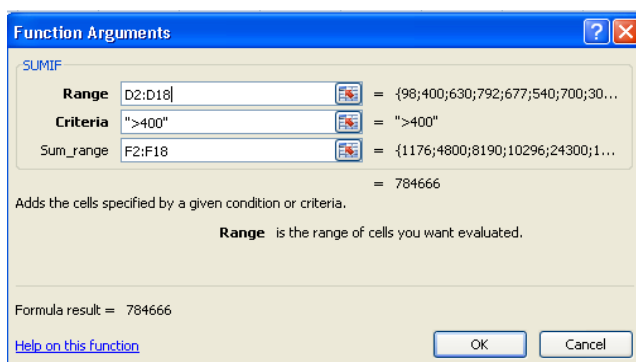 Function Arguments
SUMIF
Range D2:D18 = {98;400;630;792;677;540;700;30...
Criteria ">400" = ">400"
Sum_range F2:F18 = {1176;4800;8190;10296;24300;1...
= 784666
Adds the cells specified by a given condition or criteria.
Range is the range of cells you want evaluated.
Formula result = 784666
Help on this function
OK Cancel